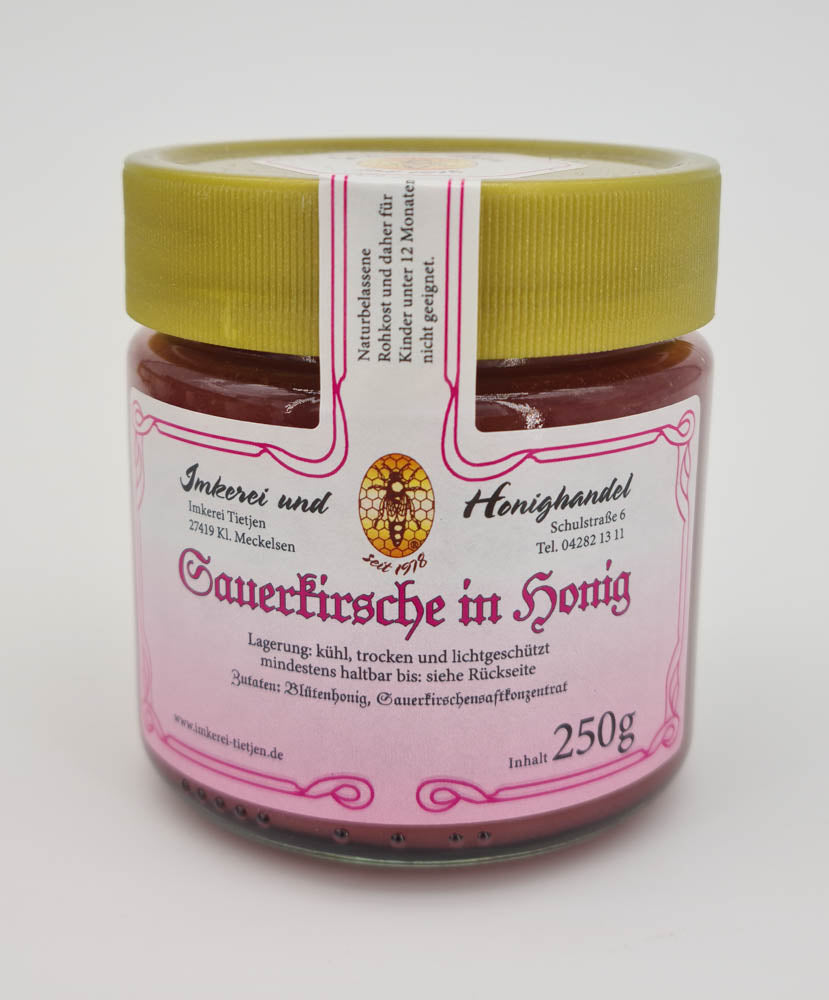 Naturbelassene
Rohkost und daher für
Kinder unter 12 Monaten
nicht geeignet.
Imkerei und Honighandel
Imkerei Tietjen
27419 Kl. Meckelsen
Schulstraße 6
Tel. 04282 13 11
®
seit 1978
Sauerkirsche in Honig
Lagerung: kühl, trocken und lichtgeschützt
mindestens haltbar bis: siehe Rückseite
Zutaten: Blütenhonig, Sauerkirschensaftkonzentrat
www.imkerei-tietjen.de
Inhalt 250g